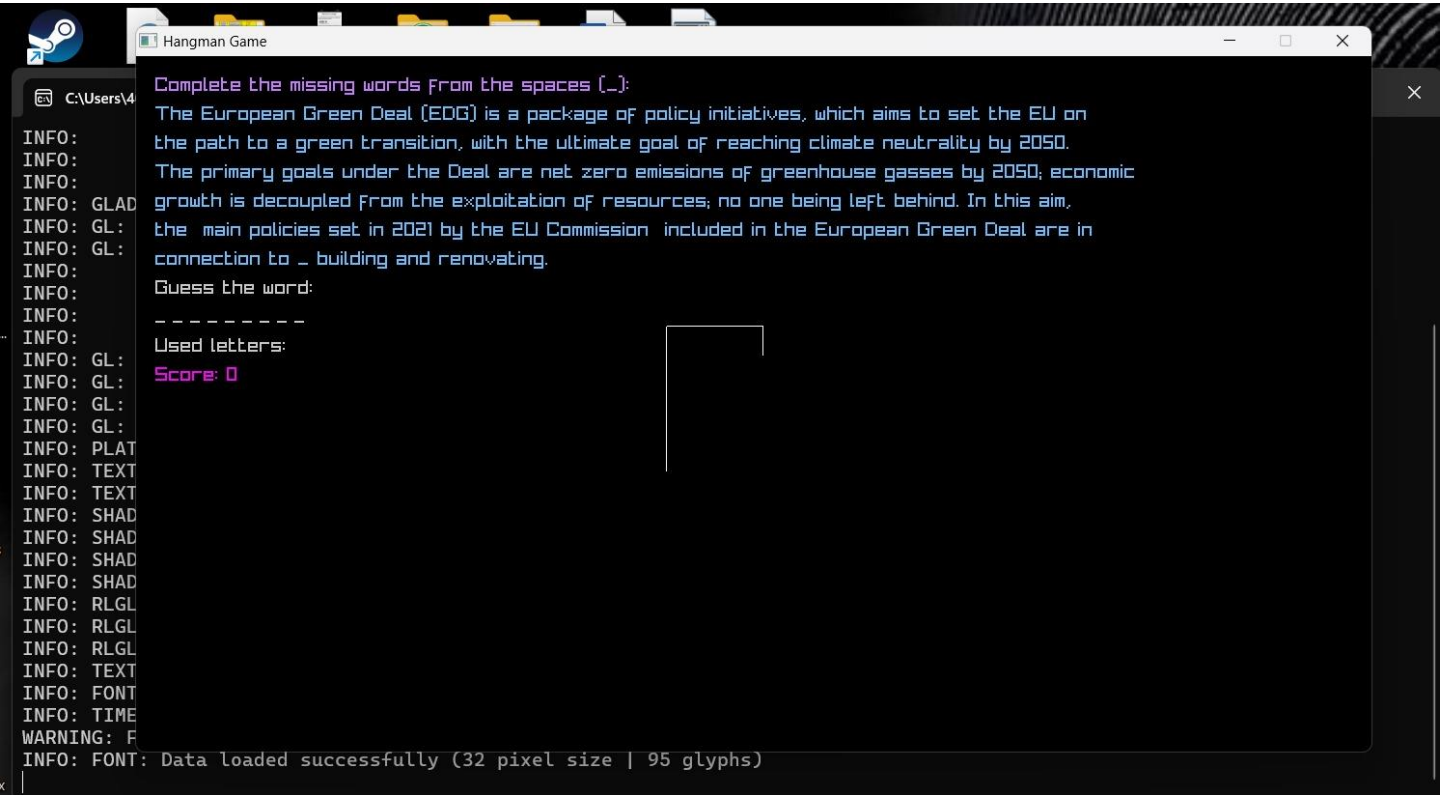 Hangman Game
Complete the missing words from the spaces (_):
The European Green Deal (EDG) is a package of policy initiatives, which aims to set the EU on
the path to a green transition, with the ultimate goal of reaching climate neutrality by 2050.
The primary goals under the Deal are net zero emissions of greenhouse gasses by 2050; economic
growth is decoupled from the exploitation of resources; no one being left behind. In this aim,
the  main policies set in 2021 by the EU Commission  included in the European Green Deal are in
connection to _ building and renovating.
Guess the word:
_ _ _ _ _ _ _ _ _
Used letters:
Score: 0
C:\Users\4
INFO:
INFO:
INFO:
INFO: GLAD
INFO: GL:
INFO: GL:
INFO:
INFO:
INFO:
INFO:
INFO: GL:
INFO: GL:
INFO: GL:
INFO: GL:
INFO: PLAT
INFO: TEXT
INFO: TEXT
INFO: SHAD
INFO: SHAD
INFO: SHAD
INFO: SHAD
INFO: RLGL
INFO: RLGL
INFO: RLGL
INFO: TEXT
INFO: FONT
INFO: TIME
WARNING: F
INFO: FONT: Data loaded successfully (32 pixel size | 95 glyphs)